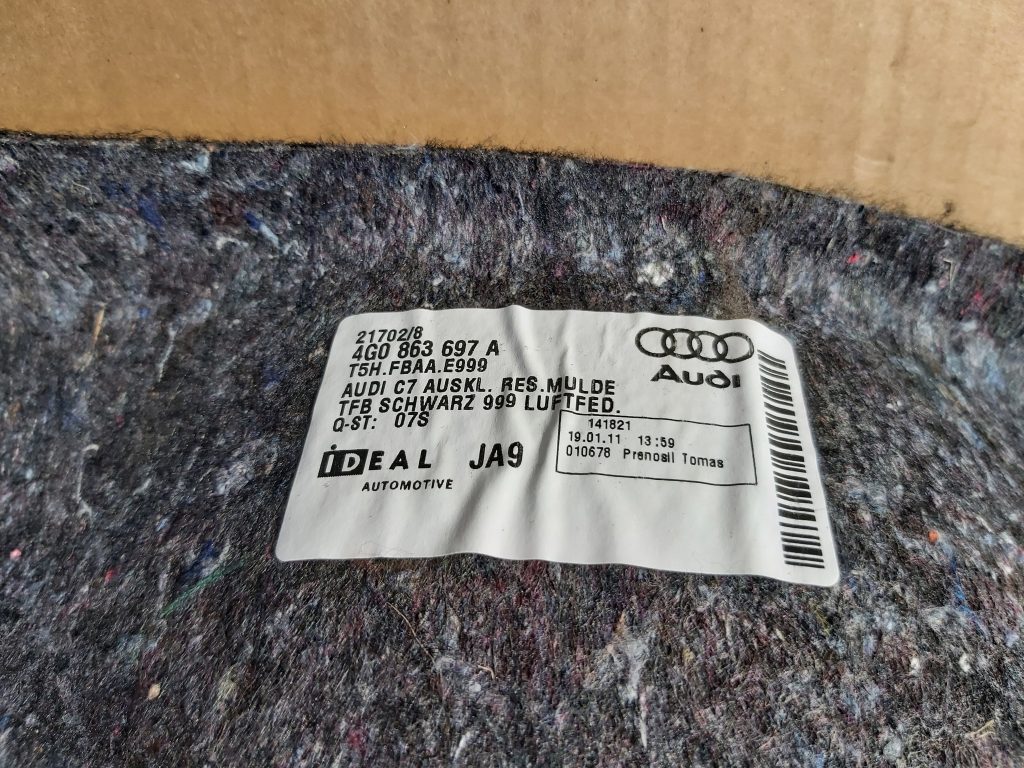 21702/8
4G0 863 697 A
T5H.FBAA.E999
AUDI C7 AUSKL. RES.MULDE
TFB SCHWARZ 999 LUFTFED.
Q-ST: 07S
iDEAL JA9
AUTOMOTIVE
Audi
141821
19.01.11 13:59
010678 Prenosil Tomas